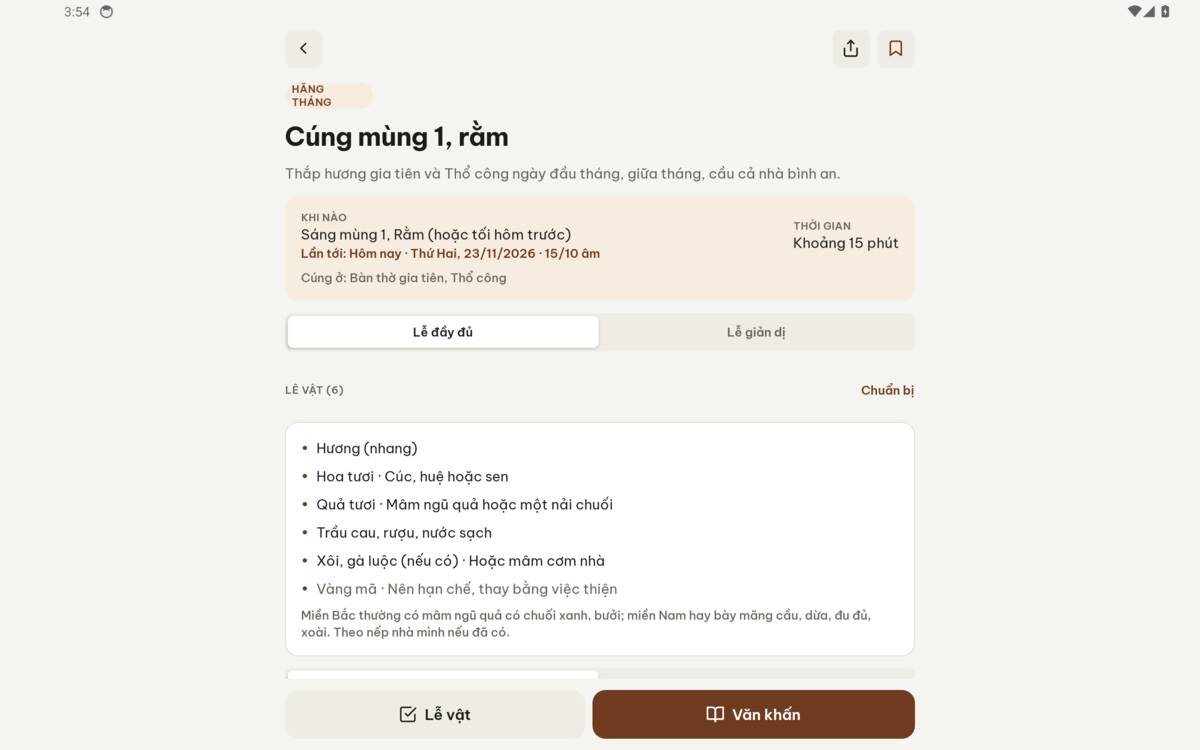 3:54
HẰNG
THÁNG
Cúng mùng 1, rằm
Thắp hương gia tiên và Thổ công ngày đầu tháng, giữa tháng, cầu cả nhà bình an.
KHI NÀO
Sáng mùng 1, Rằm (hoặc tối hôm trước)
Lần tới: Hôm nay · Thứ Hai, 23/11/2026 · 15/10 âm
Cúng ở: Bàn thờ gia tiên, Thổ công
THỜI GIAN
Khoảng 15 phút
Lễ đầy đủ
Lễ giản dị
LỄ VẬT (6)
Chuẩn bị
• Hương (nhang)
• Hoa tươi · Cúc, huệ hoặc sen
• Quả tươi · Mâm ngũ quả hoặc một nải chuối
• Trầu cau, rượu, nước sạch
• Xôi, gà luộc (nếu có) · Hoặc mâm cơm nhà
• Vàng mã · Nên hạn chế, thay bằng việc thiện
Miền Bắc thường có mâm ngũ quả có chuối xanh, bưởi; miền Nam hay bày mãng cầu, dừa, đu đủ,
xoài. Theo nếp nhà mình nếu đã có.
Lễ vật
Văn khấn